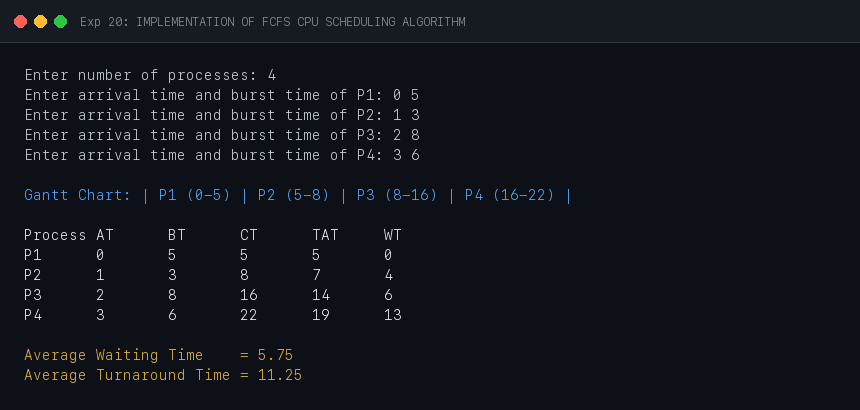 Exp 20: IMPLEMENTATION OF FCFS CPU SCHEDULING ALGORITHM
Enter number of processes: 4
Enter arrival time and burst time of P1: 0 5
Enter arrival time and burst time of P2: 1 3
Enter arrival time and burst time of P3: 2 8
Enter arrival time and burst time of P4: 3 6
Gantt Chart: | P1 (0-5) | P2 (5-8) | P3 (8-16) | P4 (16-22) |
Process AT      BT      CT      TAT     WT
P1      0       5       5       5       0
P2      1       3       8       7       4
P3      2       8       16      14      6
P4      3       6       22      19      13
Average Waiting Time    = 5.75
Average Turnaround Time = 11.25